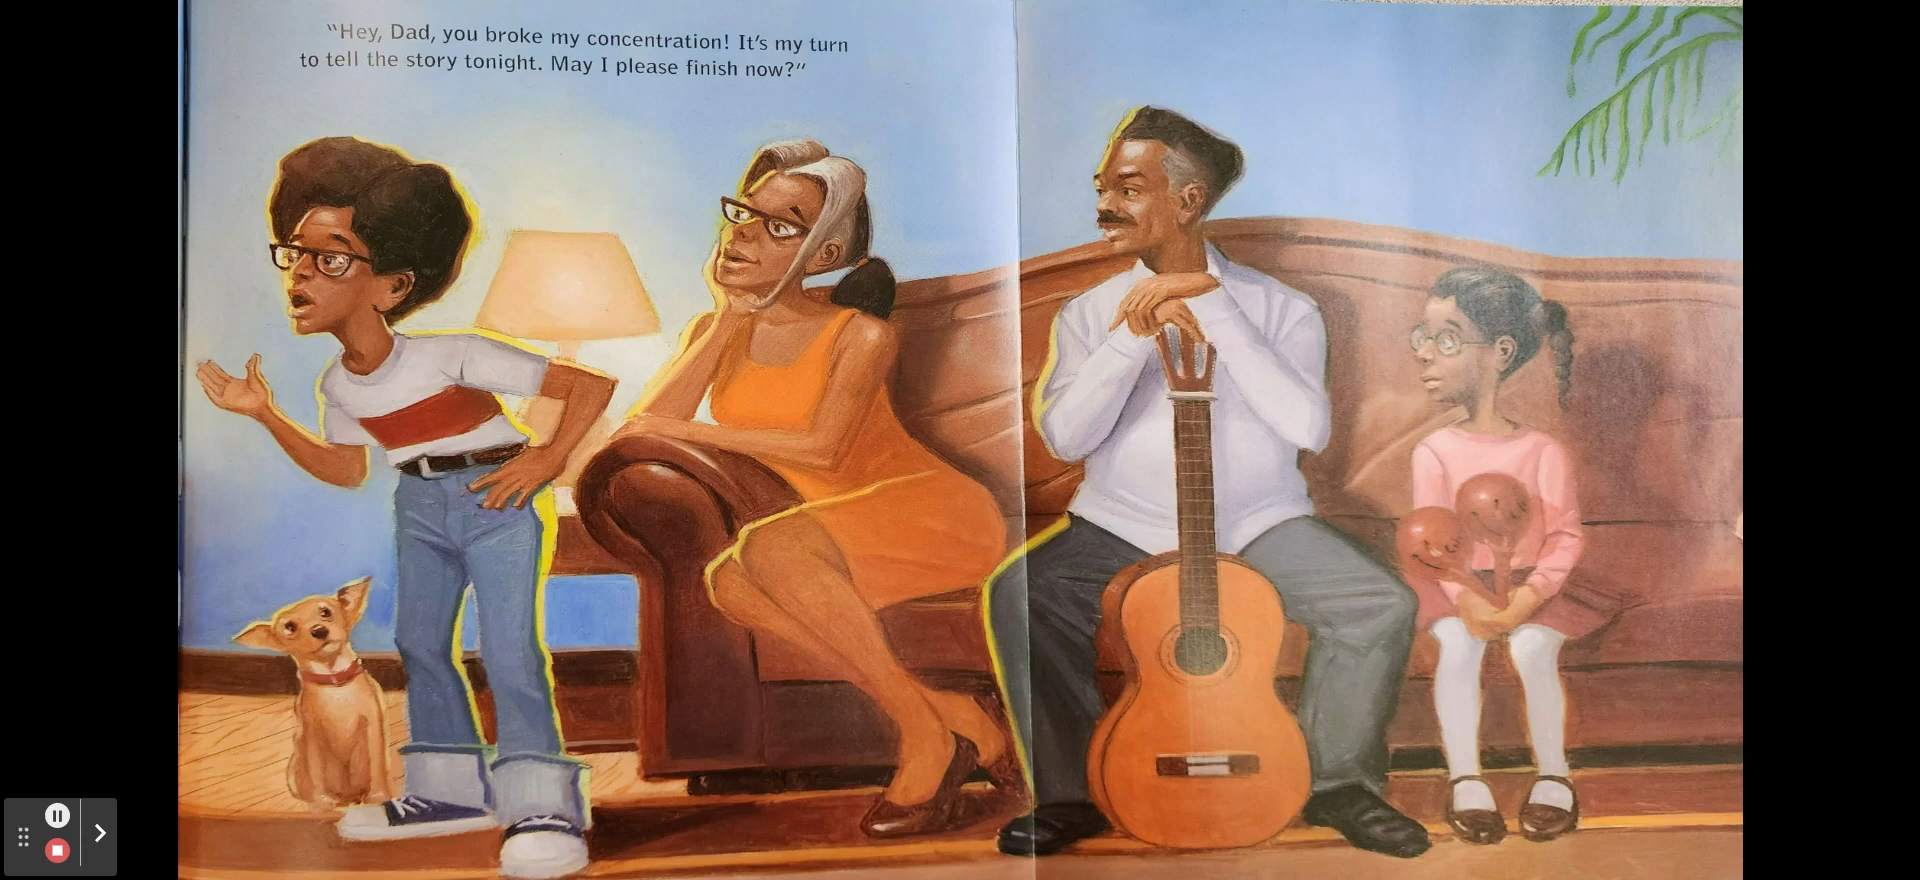 “Hey, Dad, you broke my concentration! It’s my turn
to tell the story tonight. May I please finish now?”